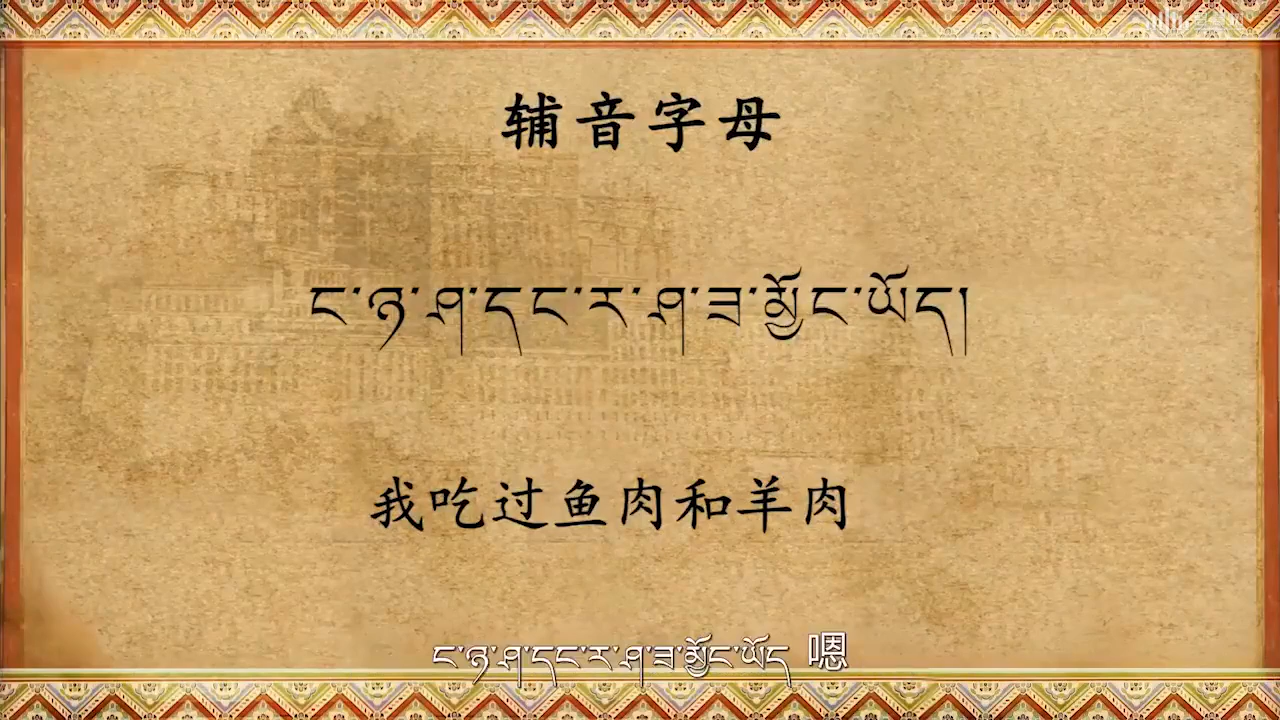 辅音字母
ང་ཉ་ཤ་དང་ར་ཤ་ཟ་མྱོང་ཡོད།
我吃过鱼肉和羊肉
ང་ཉ་ཤ་དང་ར་ཤ་ཟ་མྱོང་ཡོད 嗯